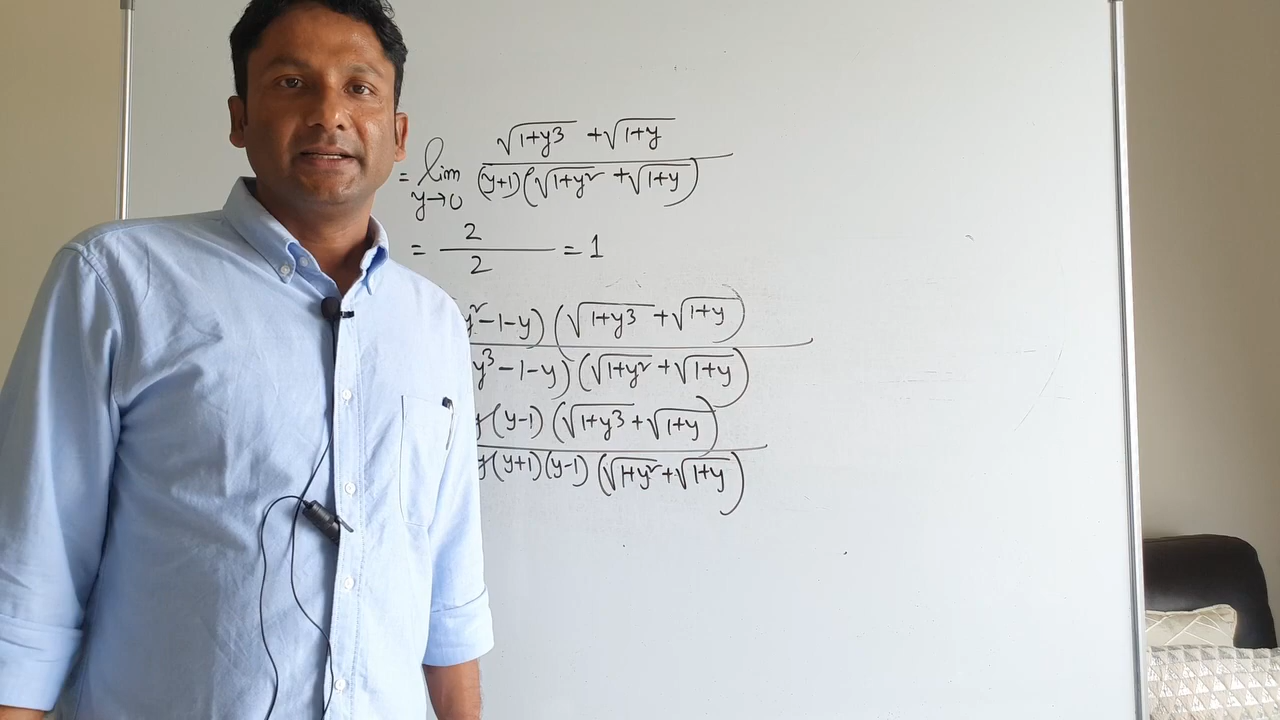 = lim y→0 (√(1+y3) + √(1+y)) / ((y+1)(√(1+y²) + √(1+y)))
= 2/2 = 1
y²-1-y)(√(1+y3) + √(1+y)) / y³-1-y)(√(1+y²) + √(1+y))
y(y-1)(√(1+y3) + √(1+y)) / y(y+1)(y-1)(√(1+y²) + √(1+y))